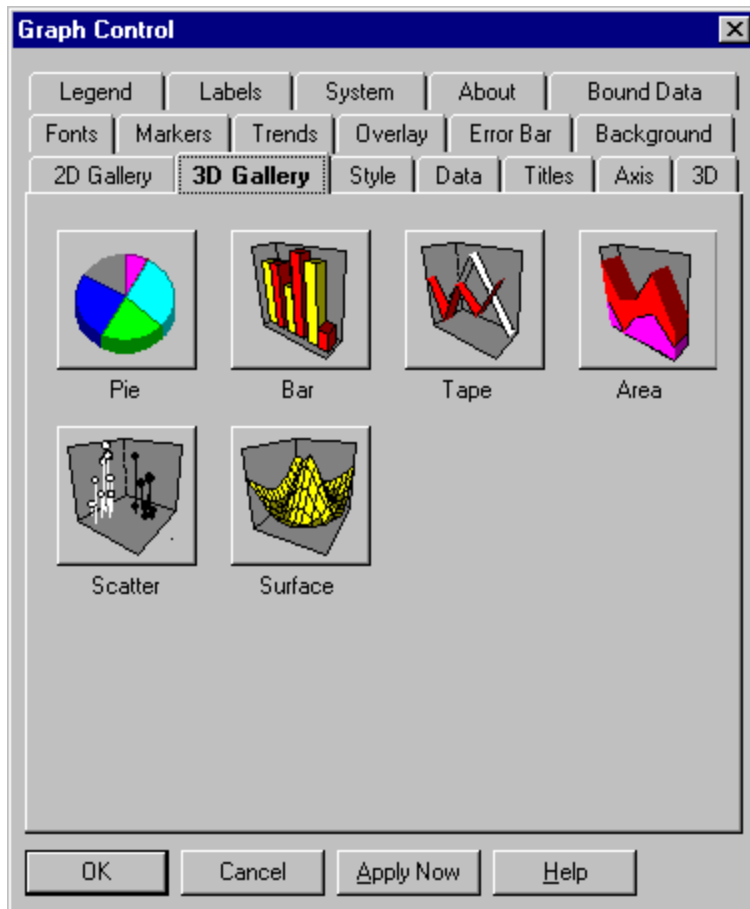 Graph Control
Legend Labels System About Bound Data
Fonts Markers Trends Overlay Error Bar Background
2D Gallery 3D Gallery Style Data Titles Axis 3D
Pie Bar Tape Area
Scatter Surface
OK Cancel Apply Now Help